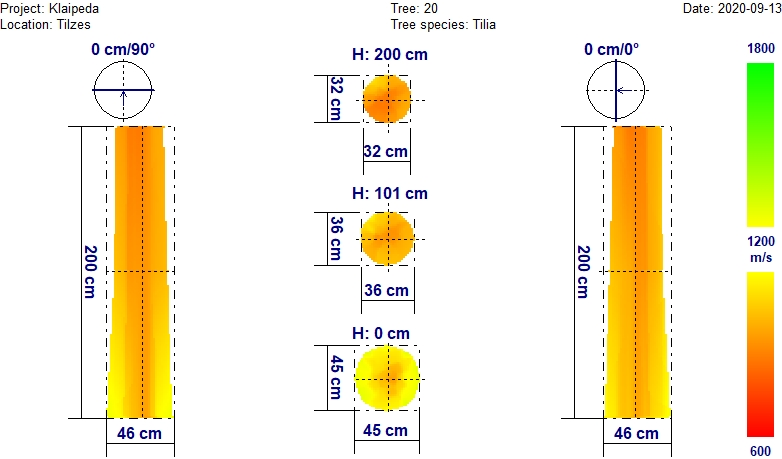 Project: Klaipeda
Tree: 20
Date: 2020-09-13
Location: Tilzes
Tree species: Tilia
0 cm/90°
H: 200 cm
0 cm/0°
1800
32 cm
32 cm
H: 101 cm
36 cm
36 cm
200 cm
200 cm
1200
m/s
H: 0 cm
45 cm
45 cm
46 cm
46 cm
600